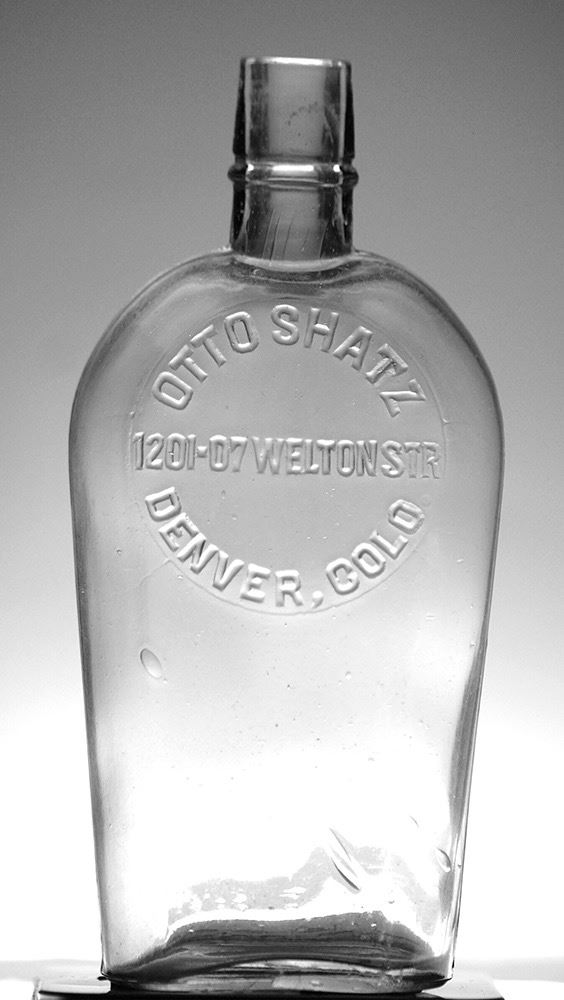 OTTO SHATZ
1201-07 WELTON STR
DENVER, COLO